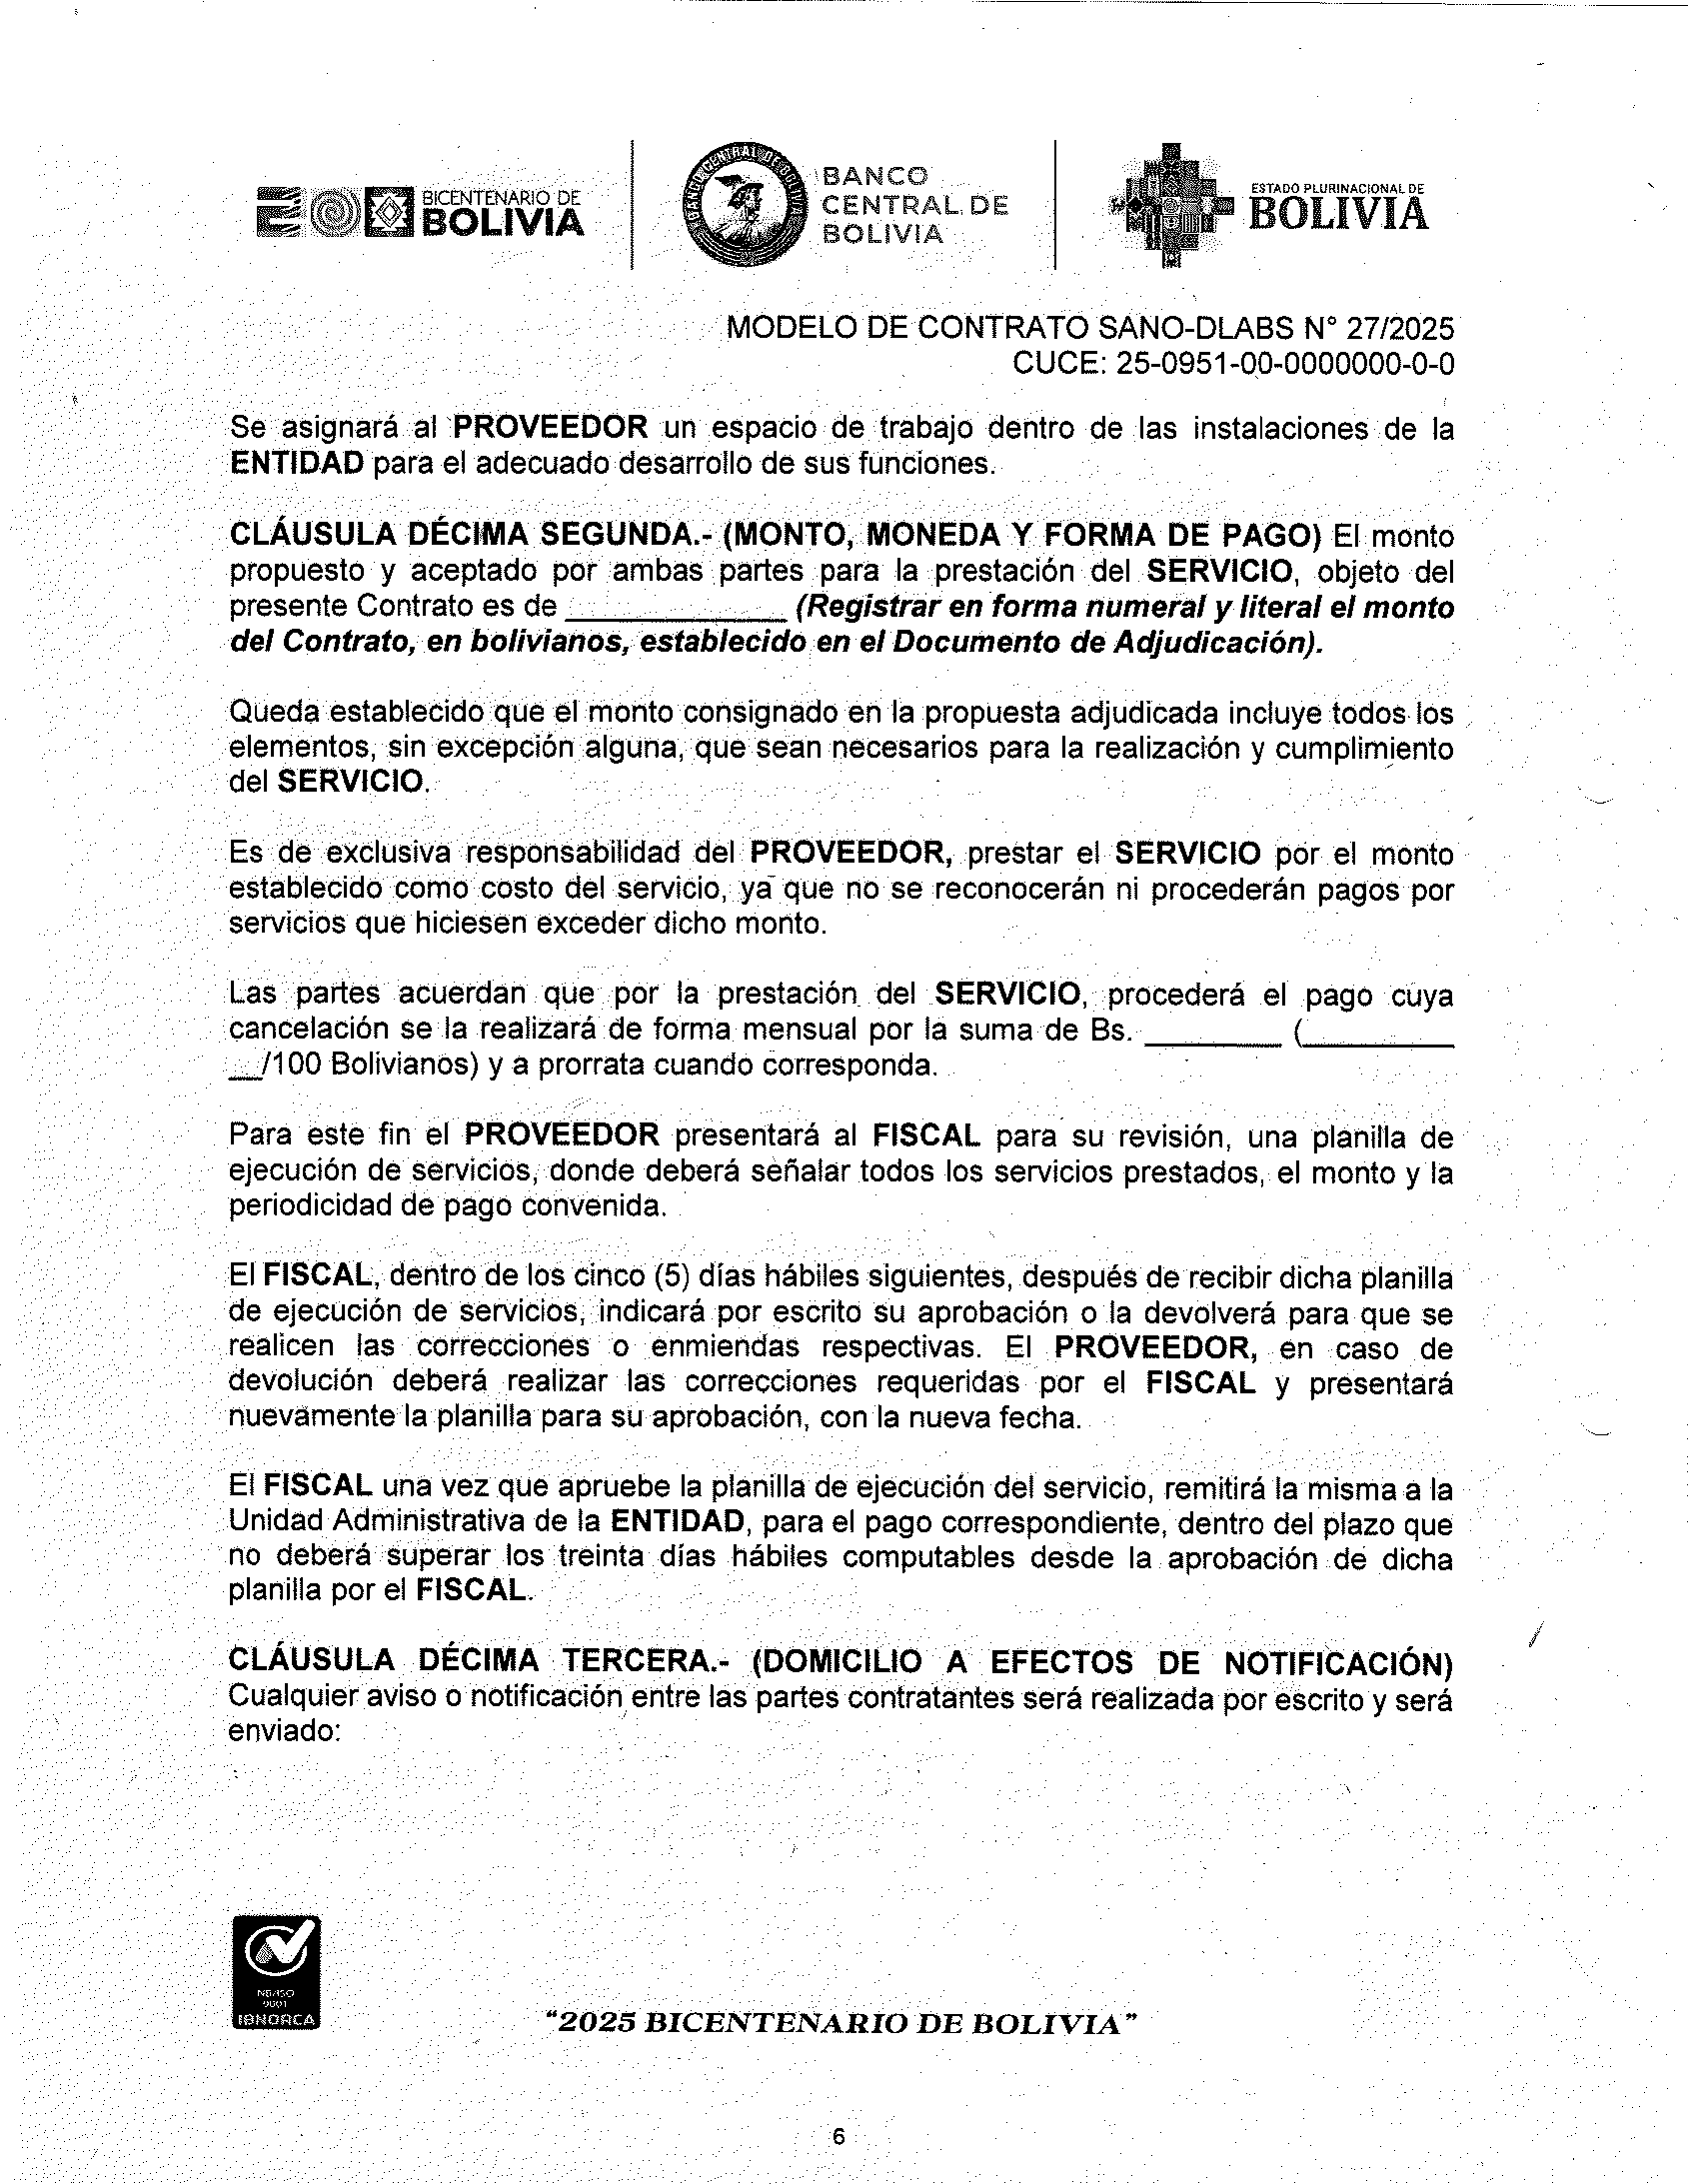 BICENTENARIO DE
BOLIVIA
BANCO CENTRAL DE BOLIVIA
BANCO
CENTRAL DE
BOLIVIA
ESTADO PLURINACIONAL DE
BOLIVIA
MODELO DE CONTRATO SANO-DLABS N° 27/2025
CUCE: 25-0951-00-0000000-0-0
Se asignará al PROVEEDOR un espacio de trabajo dentro de las instalaciones de la
ENTIDAD para el adecuado desarrollo de sus funciones.
CLÁUSULA DÉCIMA SEGUNDA.- (MONTO, MONEDA Y FORMA DE PAGO) El monto
propuesto y aceptado por ambas partes para la prestación del SERVICIO, objeto del
presente Contrato es de ______________ (Registrar en forma numeral y literal el monto
del Contrato, en bolivianos, establecido en el Documento de Adjudicación).
Queda establecido que el monto consignado en la propuesta adjudicada incluye todos los
elementos, sin excepción alguna, que sean necesarios para la realización y cumplimiento
del SERVICIO.
Es de exclusiva responsabilidad del PROVEEDOR, prestar el SERVICIO por el monto
establecido como costo del servicio, ya que no se reconocerán ni procederán pagos por
servicios que hiciesen exceder dicho monto.
Las partes acuerdan que por la prestación del SERVICIO, procederá el pago cuya
cancelación se la realizará de forma mensual por la suma de Bs. _________ (__________
__/100 Bolivianos) y a prorrata cuando corresponda.
Para este fin el PROVEEDOR presentará al FISCAL para su revisión, una planilla de
ejecución de servicios, donde deberá señalar todos los servicios prestados, el monto y la
periodicidad de pago convenida.
El FISCAL, dentro de los cinco (5) días hábiles siguientes, después de recibir dicha planilla
de ejecución de servicios, indicará por escrito su aprobación o la devolverá para que se
realicen las correcciones o enmiendas respectivas. El PROVEEDOR, en caso de
devolución deberá realizar las correcciones requeridas por el FISCAL y presentará
nuevamente la planilla para su aprobación, con la nueva fecha.
El FISCAL una vez que apruebe la planilla de ejecución del servicio, remitirá la misma a la
Unidad Administrativa de la ENTIDAD, para el pago correspondiente, dentro del plazo que
no deberá superar los treinta días hábiles computables desde la aprobación de dicha
planilla por el FISCAL.
CLÁUSULA DÉCIMA TERCERA.- (DOMICILIO A EFECTOS DE NOTIFICACIÓN)
Cualquier aviso o notificación entre las partes contratantes será realizada por escrito y será
enviado:
NB/ISO
9001
IBNORCA
“2025 BICENTENARIO DE BOLIVIA”
6